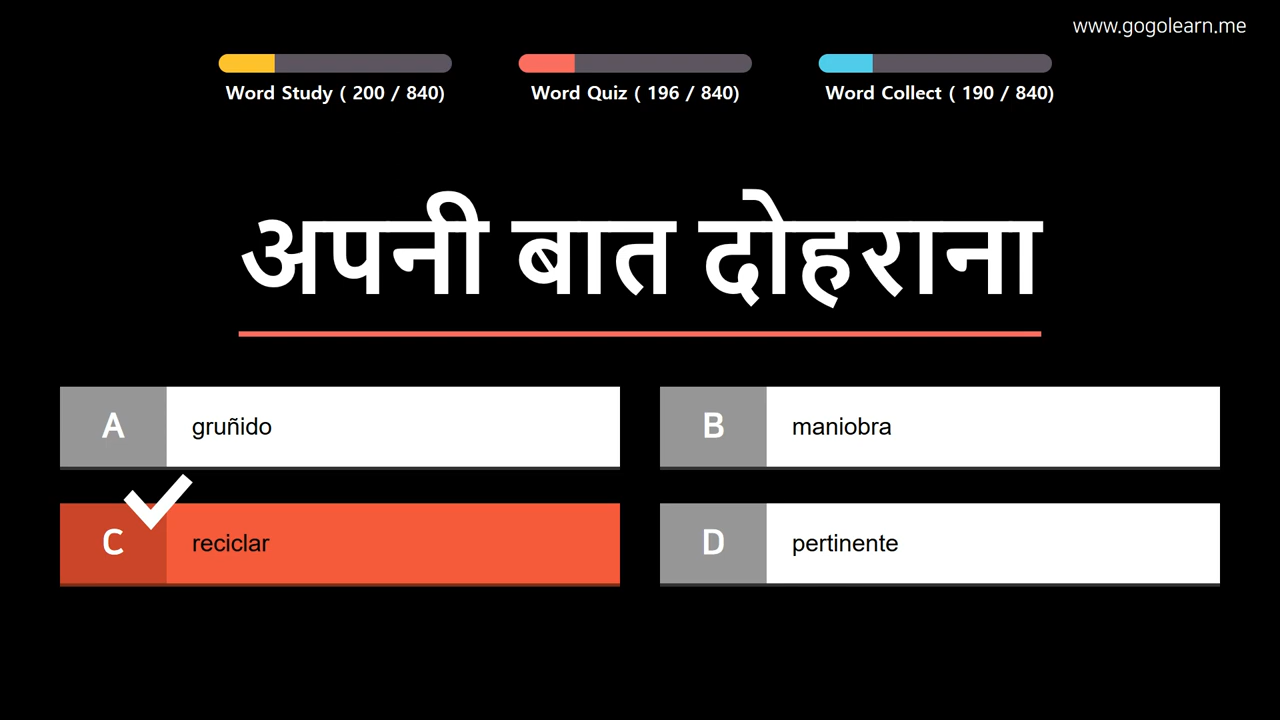 www.gogolearn.me
Word Study ( 200 / 840)
Word Quiz ( 196 / 840)
Word Collect ( 190 / 840)
अपनी बात दोहराना
A
gruñido
B
maniobra
C
reciclar
D
pertinente